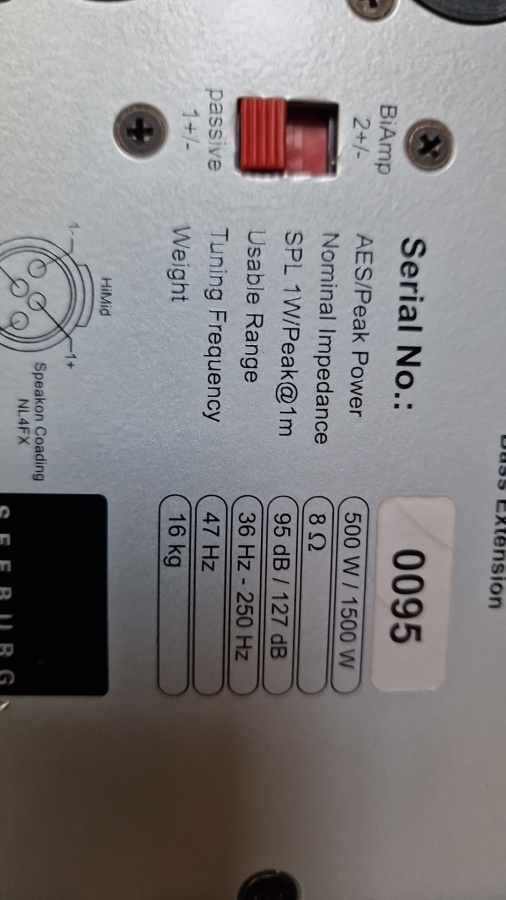 Bass Extension
BiAmp
2+/-
passive
1+/-
Serial No.: 0095
AES/Peak Power 500 W / 1500 W
Nominal Impedance 8 Ω
SPL 1W/Peak@1m 95 dB / 127 dB
Usable Range 36 Hz - 250 Hz
Tuning Frequency 47 Hz
Weight 16 kg
HiMid
1-
1+
Speakon Coading
NL4FX
SEEBURG